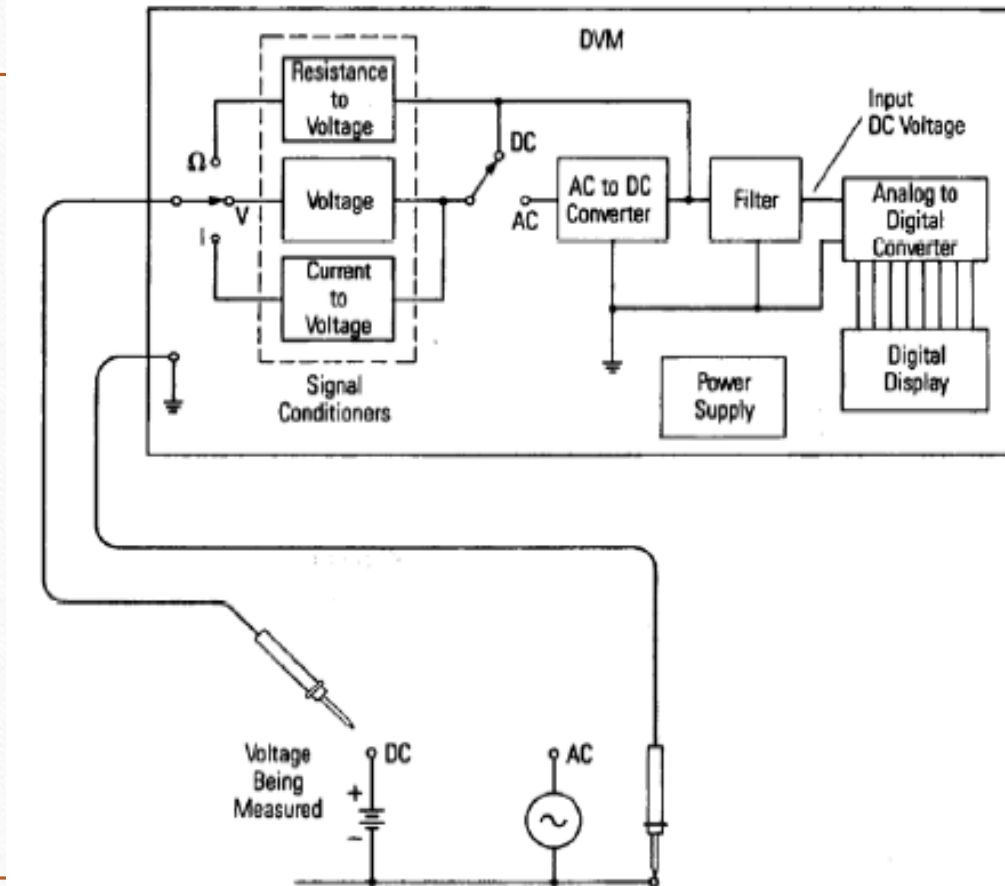 DVM
Resistance
to
Voltage
Ω
V
I
Voltage
Current
to
Voltage
Signal
Conditioners
DC
AC
AC to DC
Converter
Filter
Input
DC Voltage
Analog to
Digital
Converter
Power
Supply
Digital
Display
Voltage
Being
Measured
+
−
DC
AC